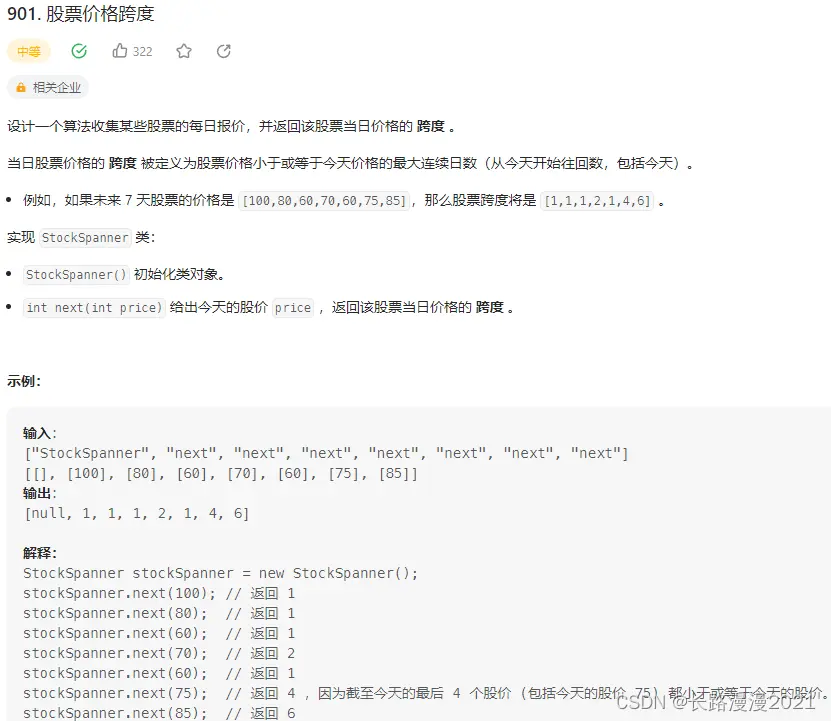 901. 股票价格跨度
中等 322
相关企业
设计一个算法收集某些股票的每日报价，并返回该股票当日价格的 跨度 。
当日股票价格的 跨度 被定义为股票价格小于或等于今天价格的最大连续日数（从今天开始往回数，包括今天）。
例如，如果未来 7 天股票的价格是 [100,80,60,70,60,75,85]，那么股票跨度将是 [1,1,1,2,1,4,6] 。
实现 StockSpanner 类：
StockSpanner() 初始化类对象。
int next(int price) 给出今天的股价 price ，返回该股票当日价格的 跨度 。
示例：
输入：
["StockSpanner", "next", "next", "next", "next", "next", "next", "next"]
[[], [100], [80], [60], [70], [60], [75], [85]]
输出：
[null, 1, 1, 1, 2, 1, 4, 6]
解释：
StockSpanner stockSpanner = new StockSpanner();
stockSpanner.next(100); // 返回 1
stockSpanner.next(80);  // 返回 1
stockSpanner.next(60);  // 返回 1
stockSpanner.next(70);  // 返回 2
stockSpanner.next(60);  // 返回 1
stockSpanner.next(75);  // 返回 4 ，因为截至今天的最后 4 个股价 (包括今天的股价 75) 都小于或等于今天的股价。
stockSpanner.next(85);  // 返回 6
CSDN @长路漫漫2021